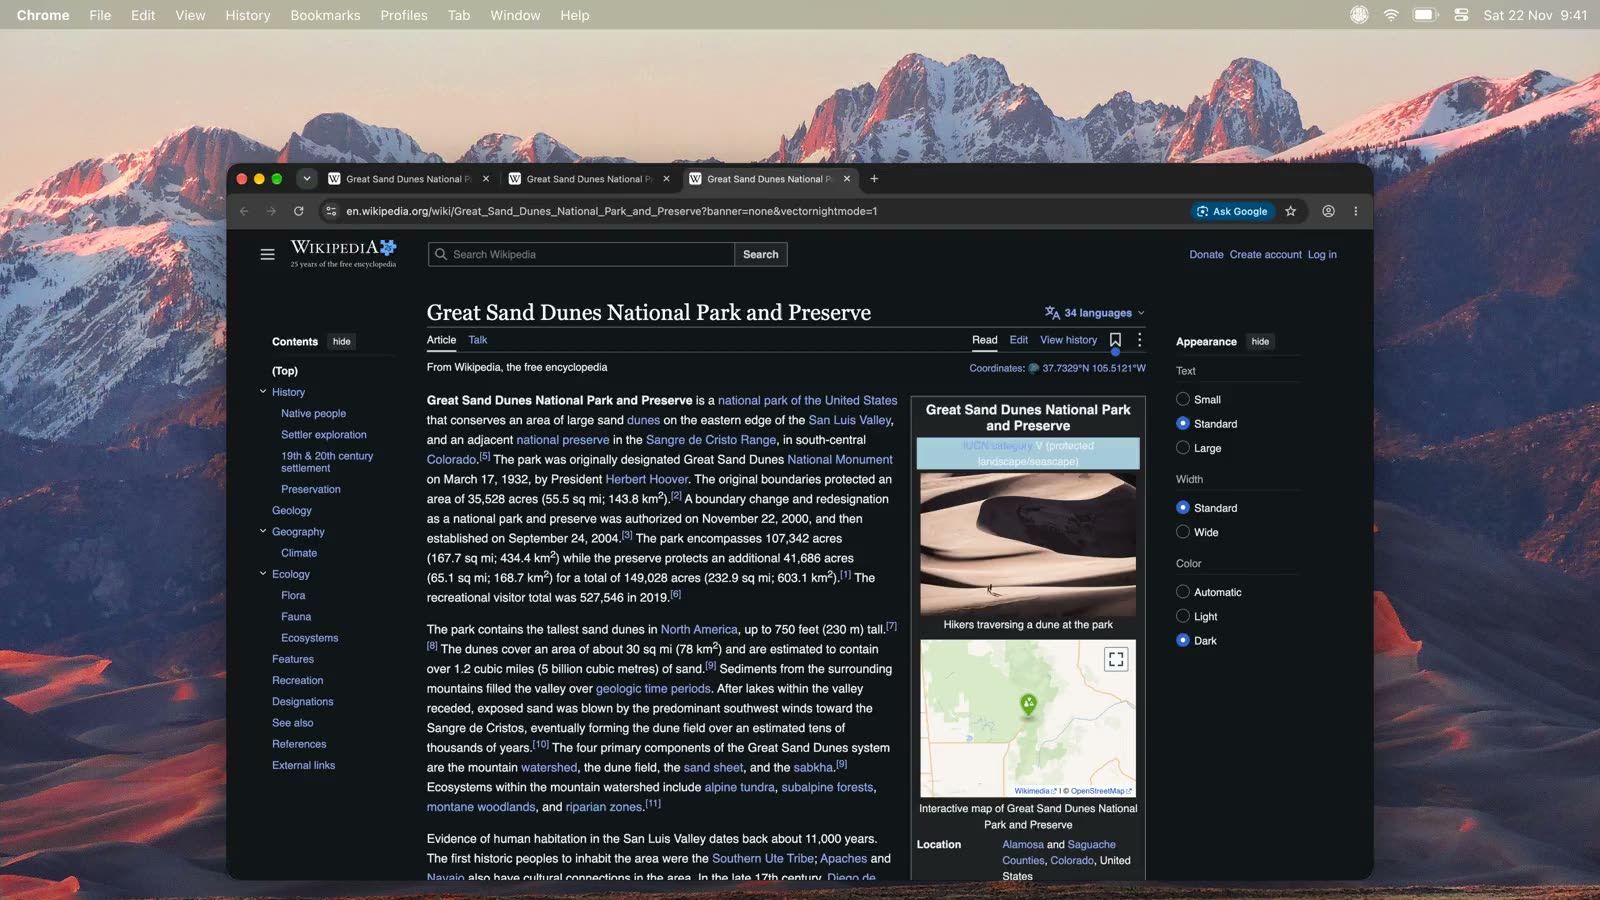 Chrome File Edit View History Bookmarks Profiles Tab Window Help
Sat 22 Nov 9:41
Great Sand Dunes National P
Great Sand Dunes National P
Great Sand Dunes National P
en.wikipedia.org/wiki/Great_Sand_Dunes_National_Park_and_Preserve?banner=none&vectornightmode=1
Ask Google
WIKIPEDIA
25 years of the free encyclopedia
Search Wikipedia
Search
Donate Create account Log in
Great Sand Dunes National Park and Preserve
34 languages
Article Talk
Read Edit View history
From Wikipedia, the free encyclopedia
Coordinates: 37.7329°N 105.5121°W
Contents hide
(Top)
History
Native people
Settler exploration
19th & 20th century
settlement
Preservation
Geology
Geography
Climate
Ecology
Flora
Fauna
Ecosystems
Features
Recreation
Designations
See also
References
External links
Great Sand Dunes National Park and Preserve is a national park of the United States
that conserves an area of large sand dunes on the eastern edge of the San Luis Valley,
and an adjacent national preserve in the Sangre de Cristo Range, in south-central
Colorado.[5] The park was originally designated Great Sand Dunes National Monument
on March 17, 1932, by President Herbert Hoover. The original boundaries protected an
area of 35,528 acres (55.5 sq mi; 143.8 km2).[2] A boundary change and redesignation
as a national park and preserve was authorized on November 22, 2000, and then
established on September 24, 2004.[3] The park encompasses 107,342 acres
(167.7 sq mi; 434.4 km2) while the preserve protects an additional 41,686 acres
(65.1 sq mi; 168.7 km2) for a total of 149,028 acres (232.9 sq mi; 603.1 km2).[1] The
recreational visitor total was 527,546 in 2019.[6]
The park contains the tallest sand dunes in North America, up to 750 feet (230 m) tall.[7]
[8] The dunes cover an area of about 30 sq mi (78 km2) and are estimated to contain
over 1.2 cubic miles (5 billion cubic metres) of sand.[9] Sediments from the surrounding
mountains filled the valley over geologic time periods. After lakes within the valley
receded, exposed sand was blown by the predominant southwest winds toward the
Sangre de Cristos, eventually forming the dune field over an estimated tens of
thousands of years.[10] The four primary components of the Great Sand Dunes system
are the mountain watershed, the dune field, the sand sheet, and the sabkha.[9]
Ecosystems within the mountain watershed include alpine tundra, subalpine forests,
montane woodlands, and riparian zones.[11]
Evidence of human habitation in the San Luis Valley dates back about 11,000 years.
The first historic peoples to inhabit the area were the Southern Ute Tribe; Apaches and
Navajo also have cultural connections in the area. In the late 17th century, Diego de
Great Sand Dunes National Park
and Preserve
IUCN category V (protected
landscape/seascape)
Hikers traversing a dune at the park
Wikimedia | © OpenStreetMap
Interactive map of Great Sand Dunes National
Park and Preserve
Location Alamosa and Saguache
Counties, Colorado, United
States
Appearance hide
Text
Small
Standard
Large
Width
Standard
Wide
Color
Automatic
Light
Dark